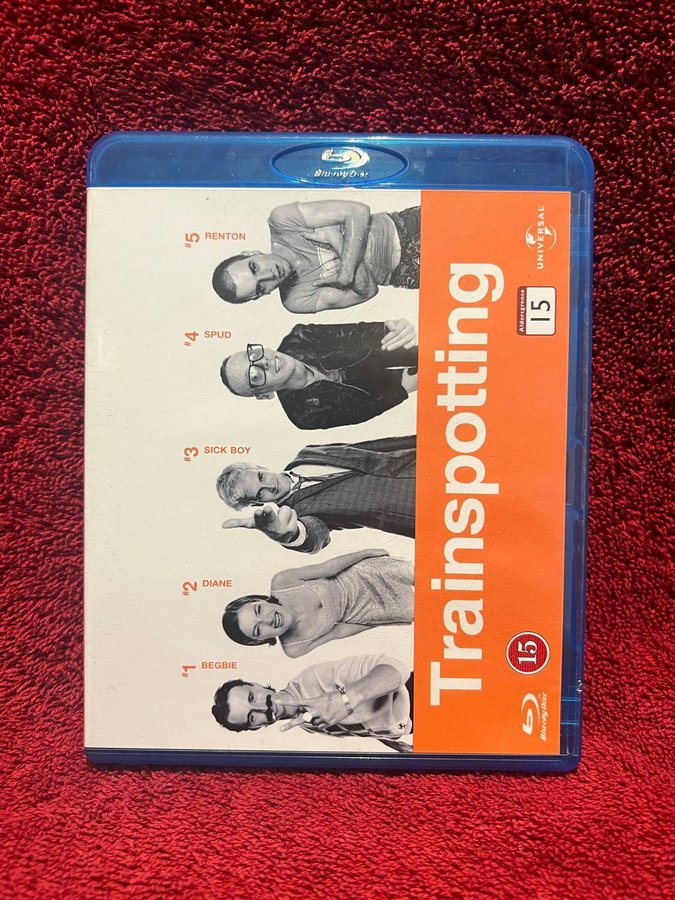 Blu-ray Disc
#1
BEGBIE
#2
DIANE
#3
SICK BOY
#4
SPUD
#5
RENTON
Trainspotting
Blu-ray Disc
15
Aldersgrense
15
UNIVERSAL